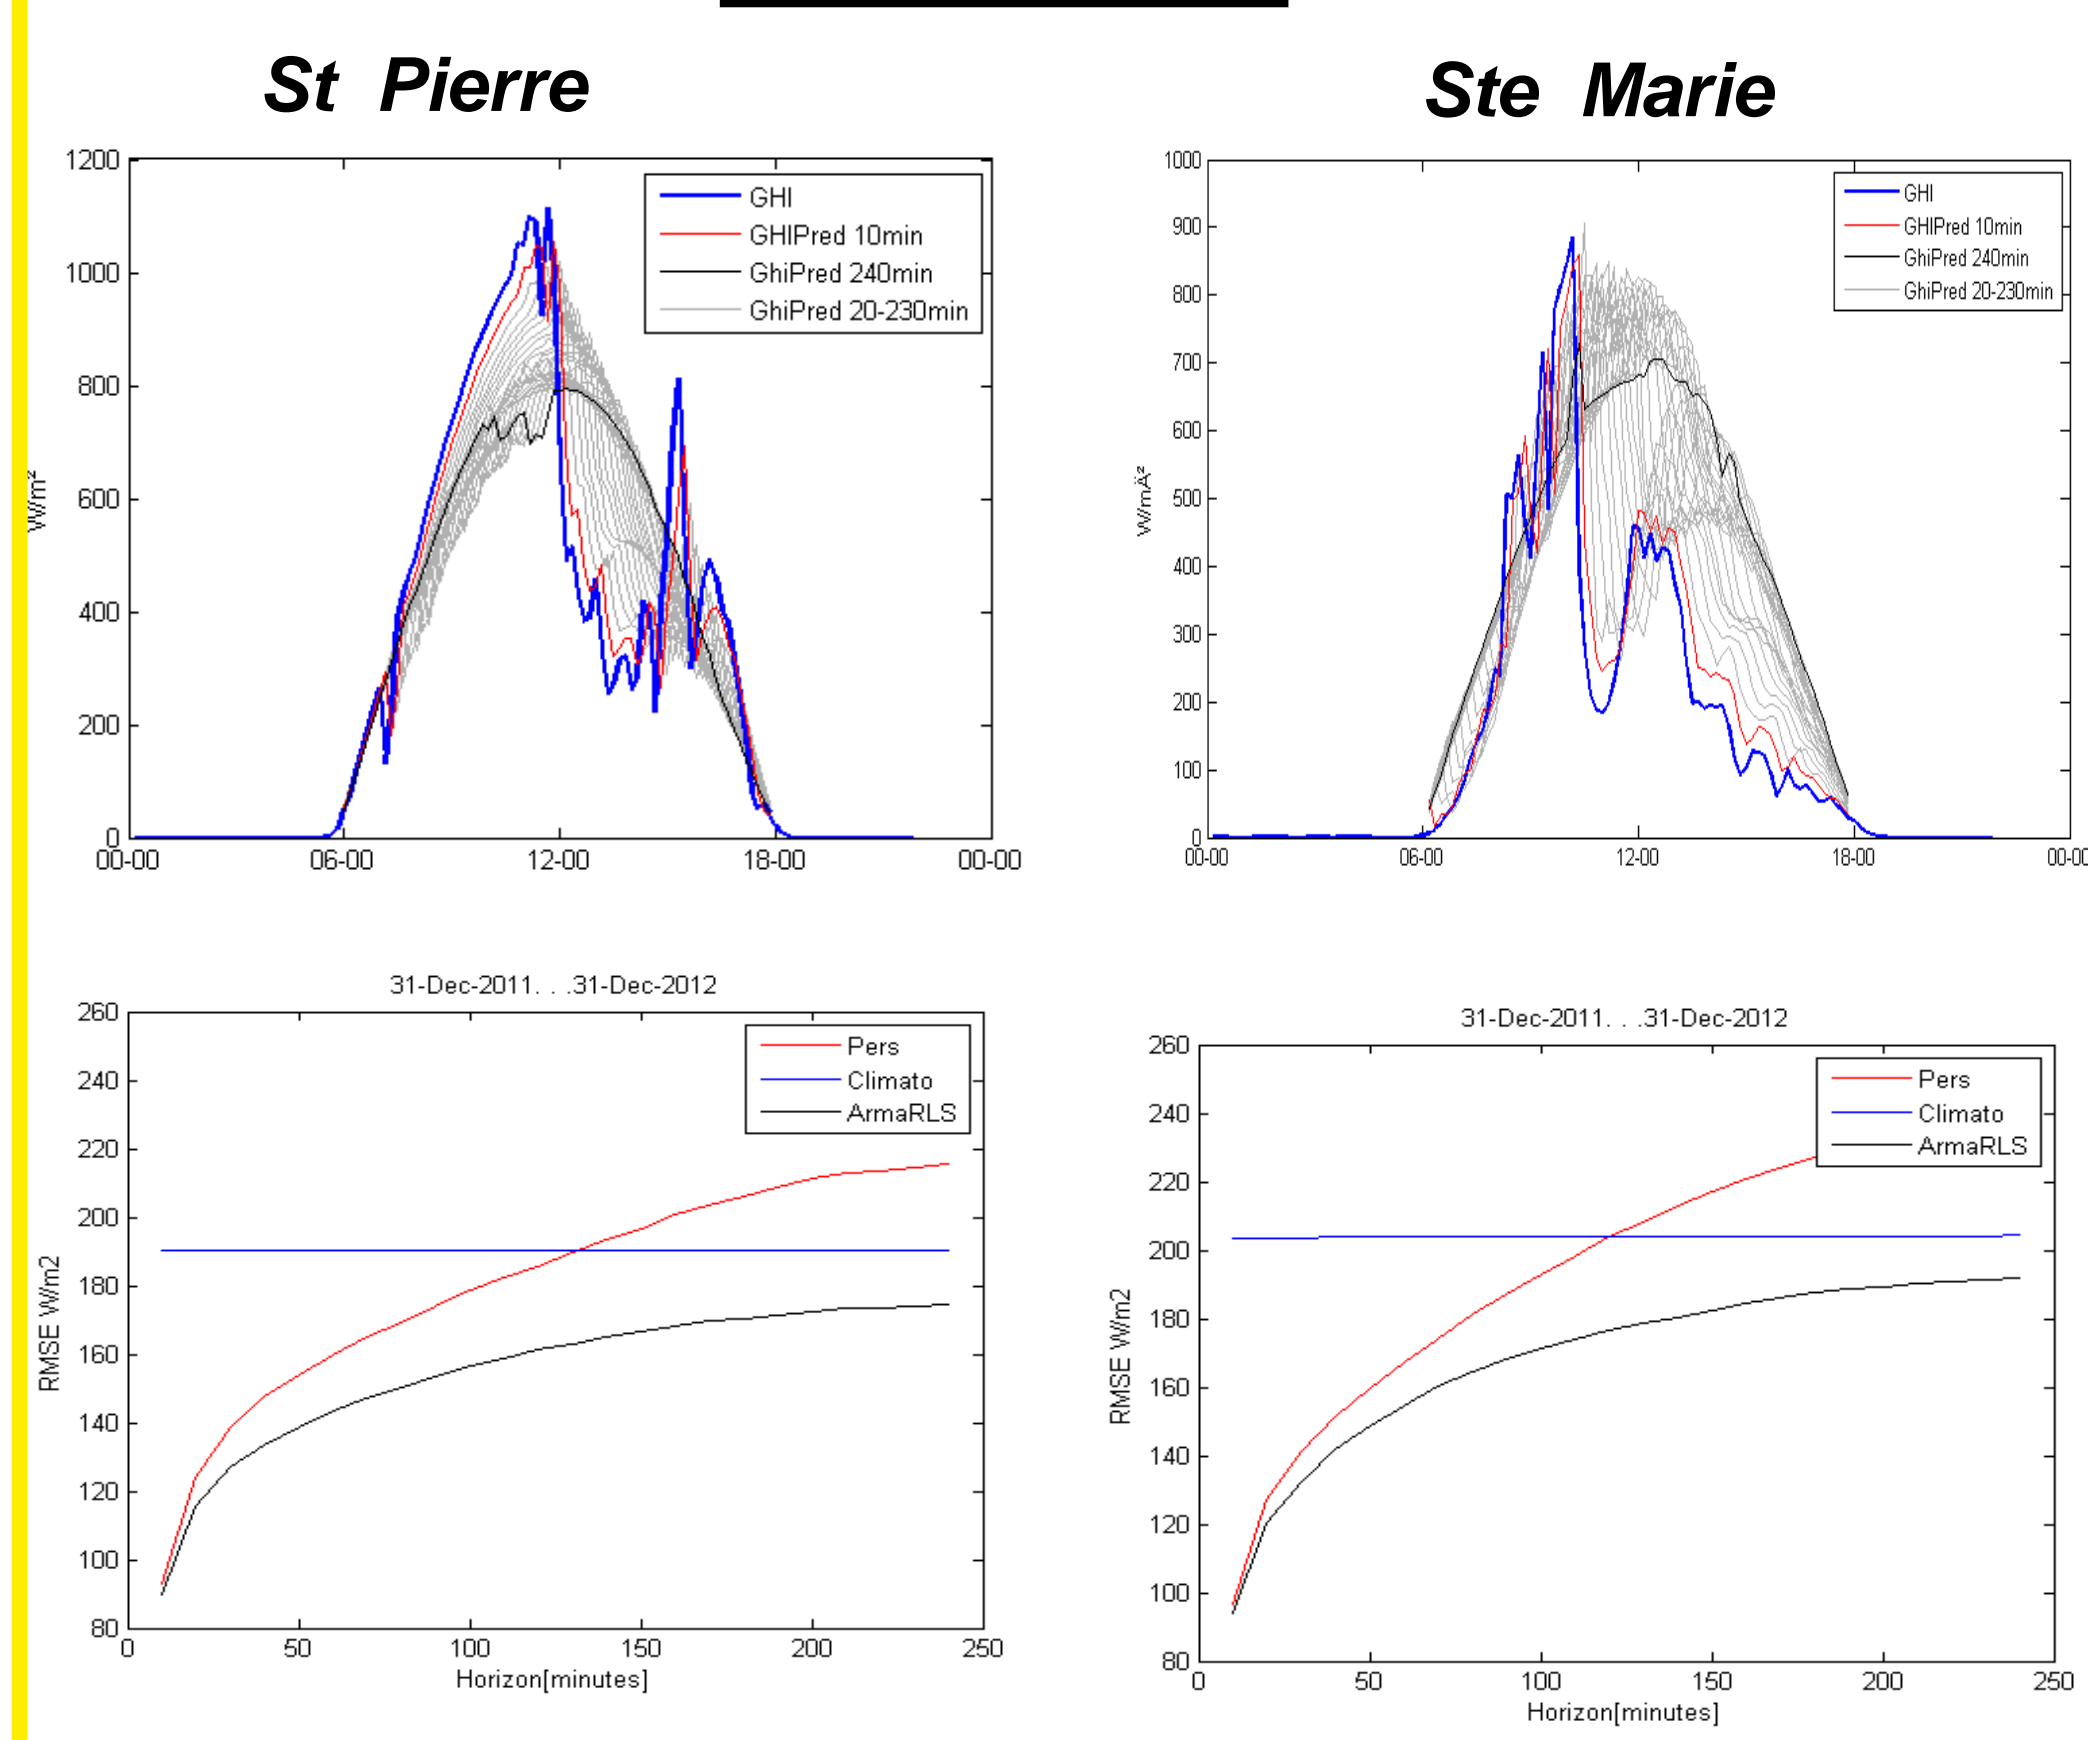 St Pierre
Ste Marie
1200
1000
800
600
400
200
0
W/m²
00-00
06-00
12-00
18-00
00-00
GHI
GHIPred 10min
GhiPred 240min
GhiPred 20-230min
1000
900
800
700
600
500
400
300
200
100
0
W/mÂ²
00-00
06-00
12-00
18-00
00-00
GHI
GHIPred 10min
GhiPred 240min
GhiPred 20-230min
31-Dec-2011. . .31-Dec-2012
260
240
220
200
180
160
140
120
100
80
RMSE W/m2
0
50
100
150
200
250
Horizon[minutes]
Pers
Climato
ArmaRLS
31-Dec-2011. . .31-Dec-2012
260
240
220
200
180
160
140
120
100
80
RMSE W/m2
0
50
100
150
200
250
Horizon[minutes]
Pers
Climato
ArmaRLS